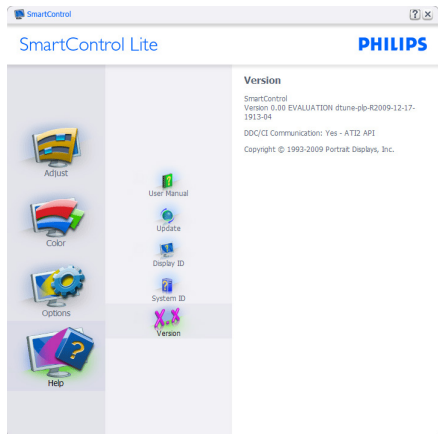 SmartControl
SmartControl Lite
PHILIPS
Adjust
Color
Options
Help
User Manual
Update
Display ID
System ID
X.X
Version
Version
SmartControl
Version 0.00 EVALUATION dtune-plp-R2009-12-17-
1913-04
DDC/CI Communication: Yes - ATI2 API
Copyright © 1993-2009 Portrait Displays, Inc.